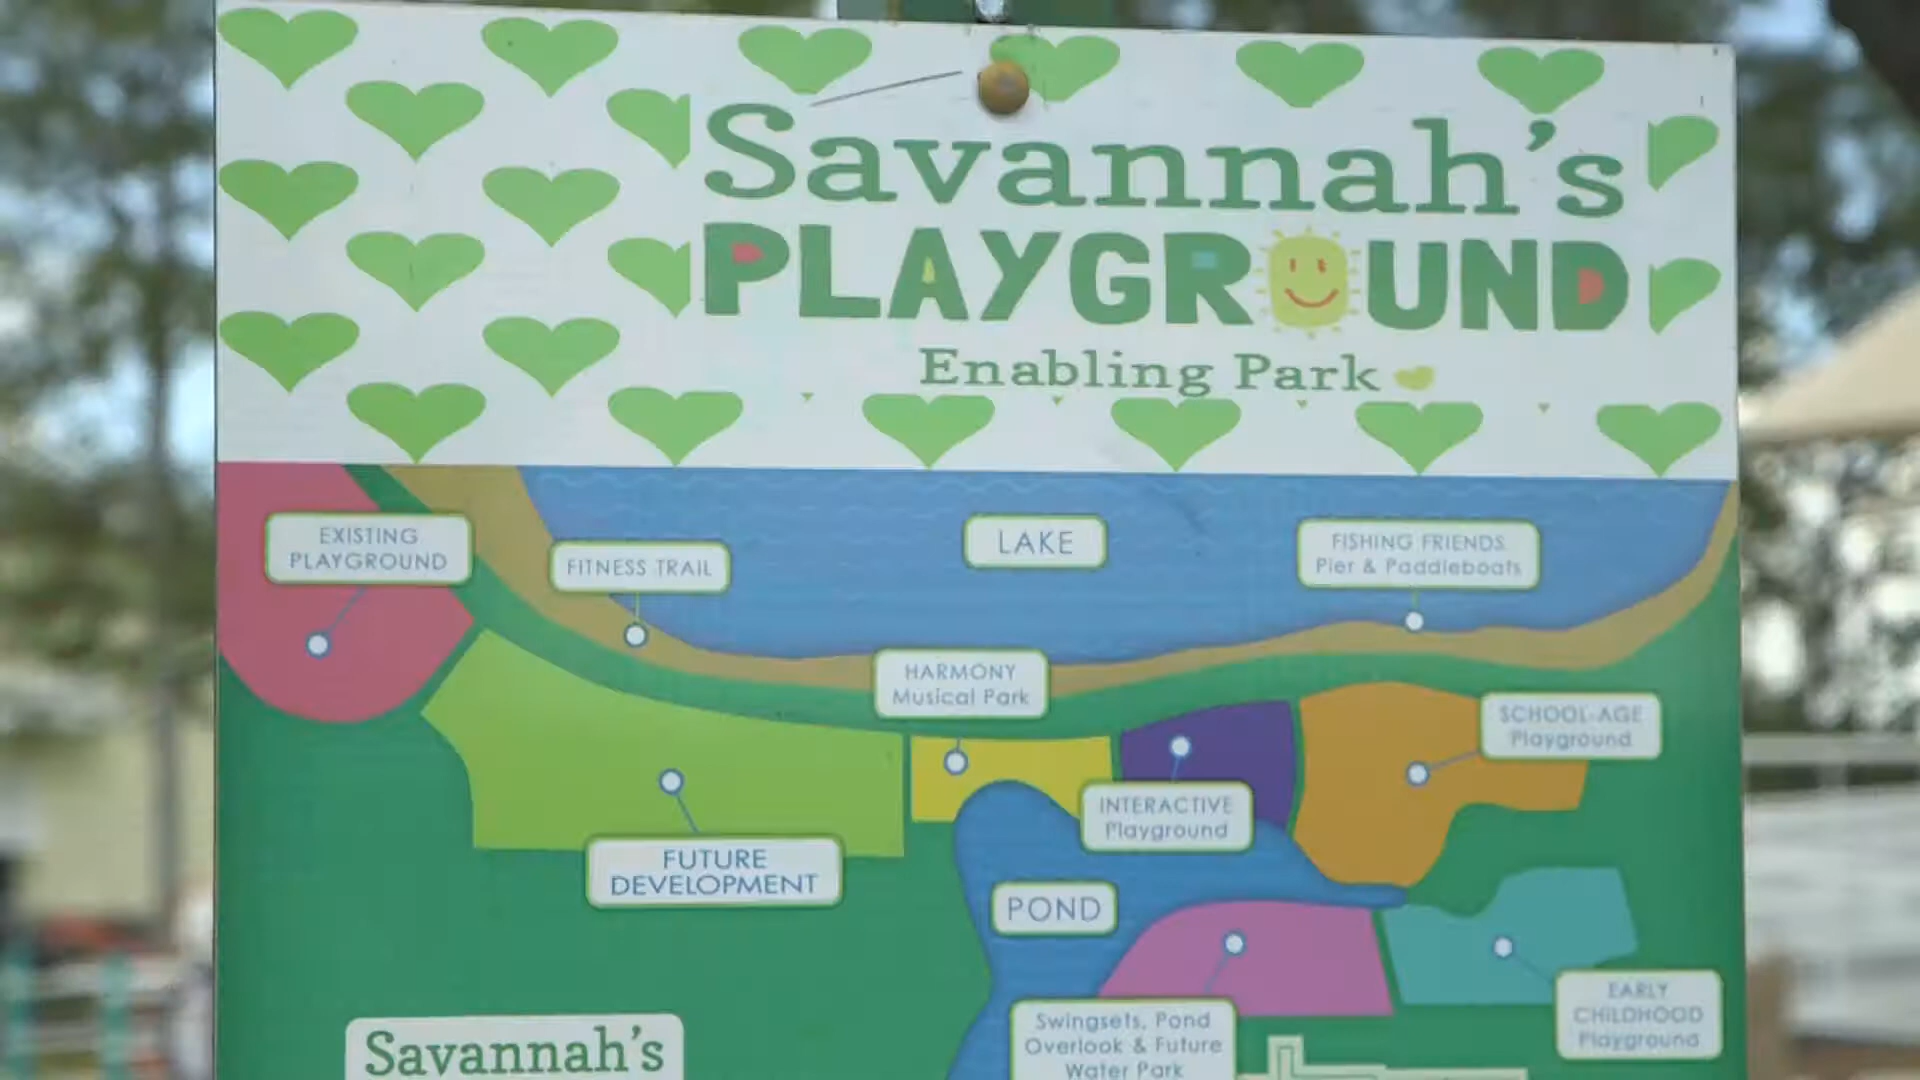 Savannah's
PLAYGROUND
Enabling Park
EXISTING
PLAYGROUND
FITNESS TRAIL
LAKE
FISHING FRIENDS
Pier & Paddleboats
HARMONY
Musical Park
SCHOOL-AGE
Playground
INTERACTIVE
Playground
FUTURE
DEVELOPMENT
POND
EARLY
CHILDHOOD
Playground
Swingsets, Pond
Overlook & Future
Water Park
Savannah's